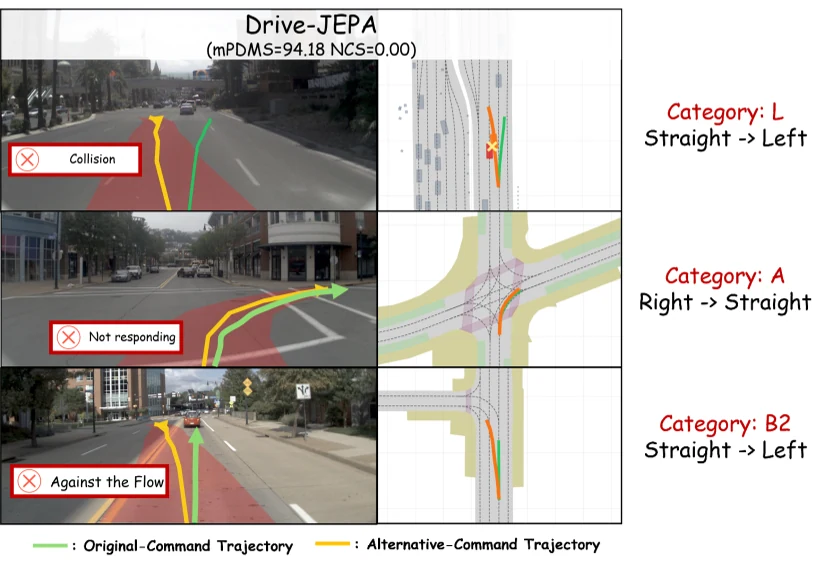 Drive-JEPA
(mPDMS=94.18 NCS=0.00)
Collision
Category: L
Straight -> Left
Not responding
Category: A
Right -> Straight
Against the Flow
Category: B2
Straight -> Left
: Original-Command Trajectory
: Alternative-Command Trajectory